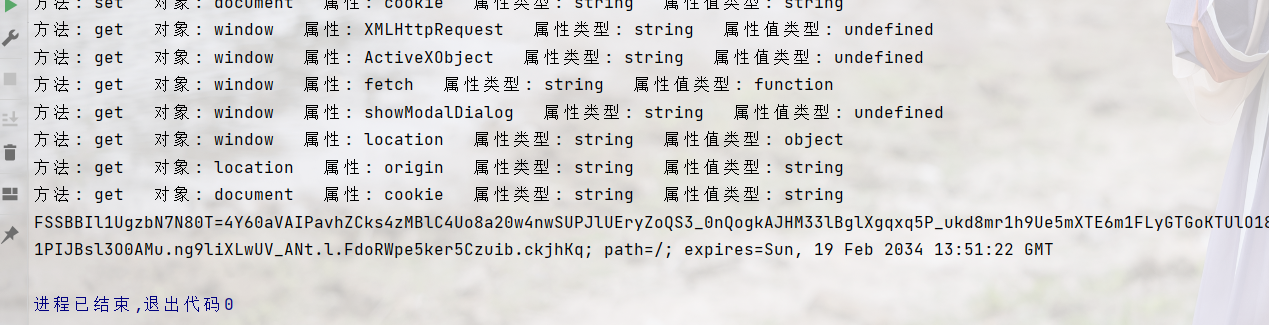 方法: set   对象: document   属性: cookie   属性类型: string   属性值类型: string
方法: get   对象: window   属性: XMLHttpRequest   属性类型: string   属性值类型: undefined
方法: get   对象: window   属性: ActiveXObject   属性类型: string   属性值类型: undefined
方法: get   对象: window   属性: fetch   属性类型: string   属性值类型: function
方法: get   对象: window   属性: showModalDialog   属性类型: string   属性值类型: undefined
方法: get   对象: window   属性: location   属性类型: string   属性值类型: object
方法: get   对象: location   属性: origin   属性类型: string   属性值类型: string
方法: get   对象: document   属性: cookie   属性类型: string   属性值类型: string
FSSBBIl1UgzbN7N80T=4Y60aVAIPavhZCks4zMBlC4Uo8a20w4nwSUPJlUEryZoQS3_0nQogkAJHM33lBglXgqxq5P_ukd8mr1h9Ue5mXTE6m1FLyGTGoKTUlO18
1PIJBsl3O0AMu.ng9liXLwUV_ANt.l.FdoRWpe5ker5Czuib.ckjhKq; path=/; expires=Sun, 19 Feb 2034 13:51:22 GMT
进程已结束,退出代码0